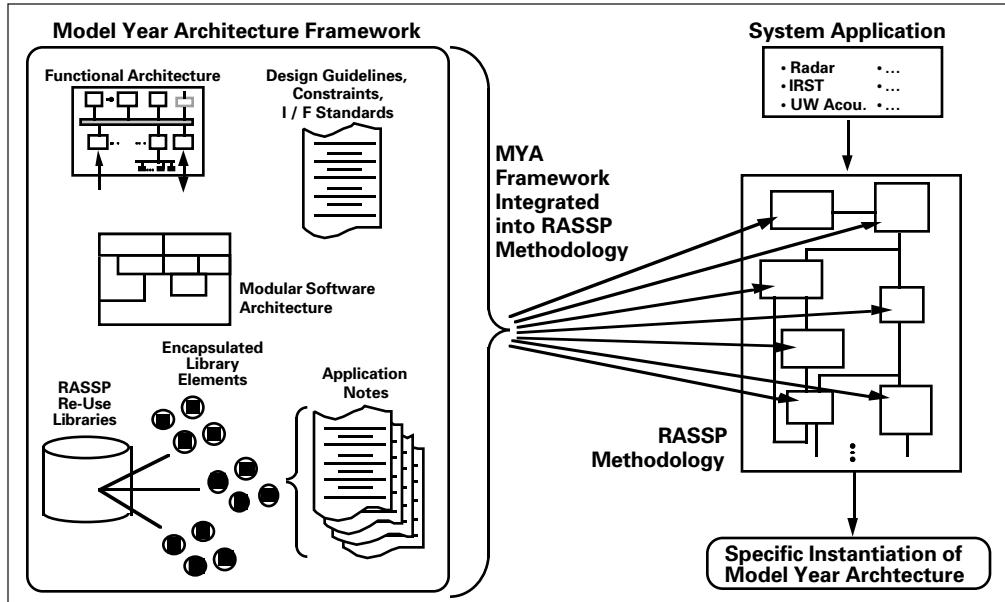 Model Year Architecture Framework
Functional Architecture
Design Guidelines,
Constraints,
I / F Standards
Modular Software
Architecture
Encapsulated
Library
Elements
RASSP
Re-Use
Libraries
Application
Notes
MYA
Framework
Integrated
into RASSP
Methodology
System Application
• Radar • ...
• IRST • ...
• UW Acou. • ...
RASSP
Methodology
Specific Instantiation of
Model Year Archtecture